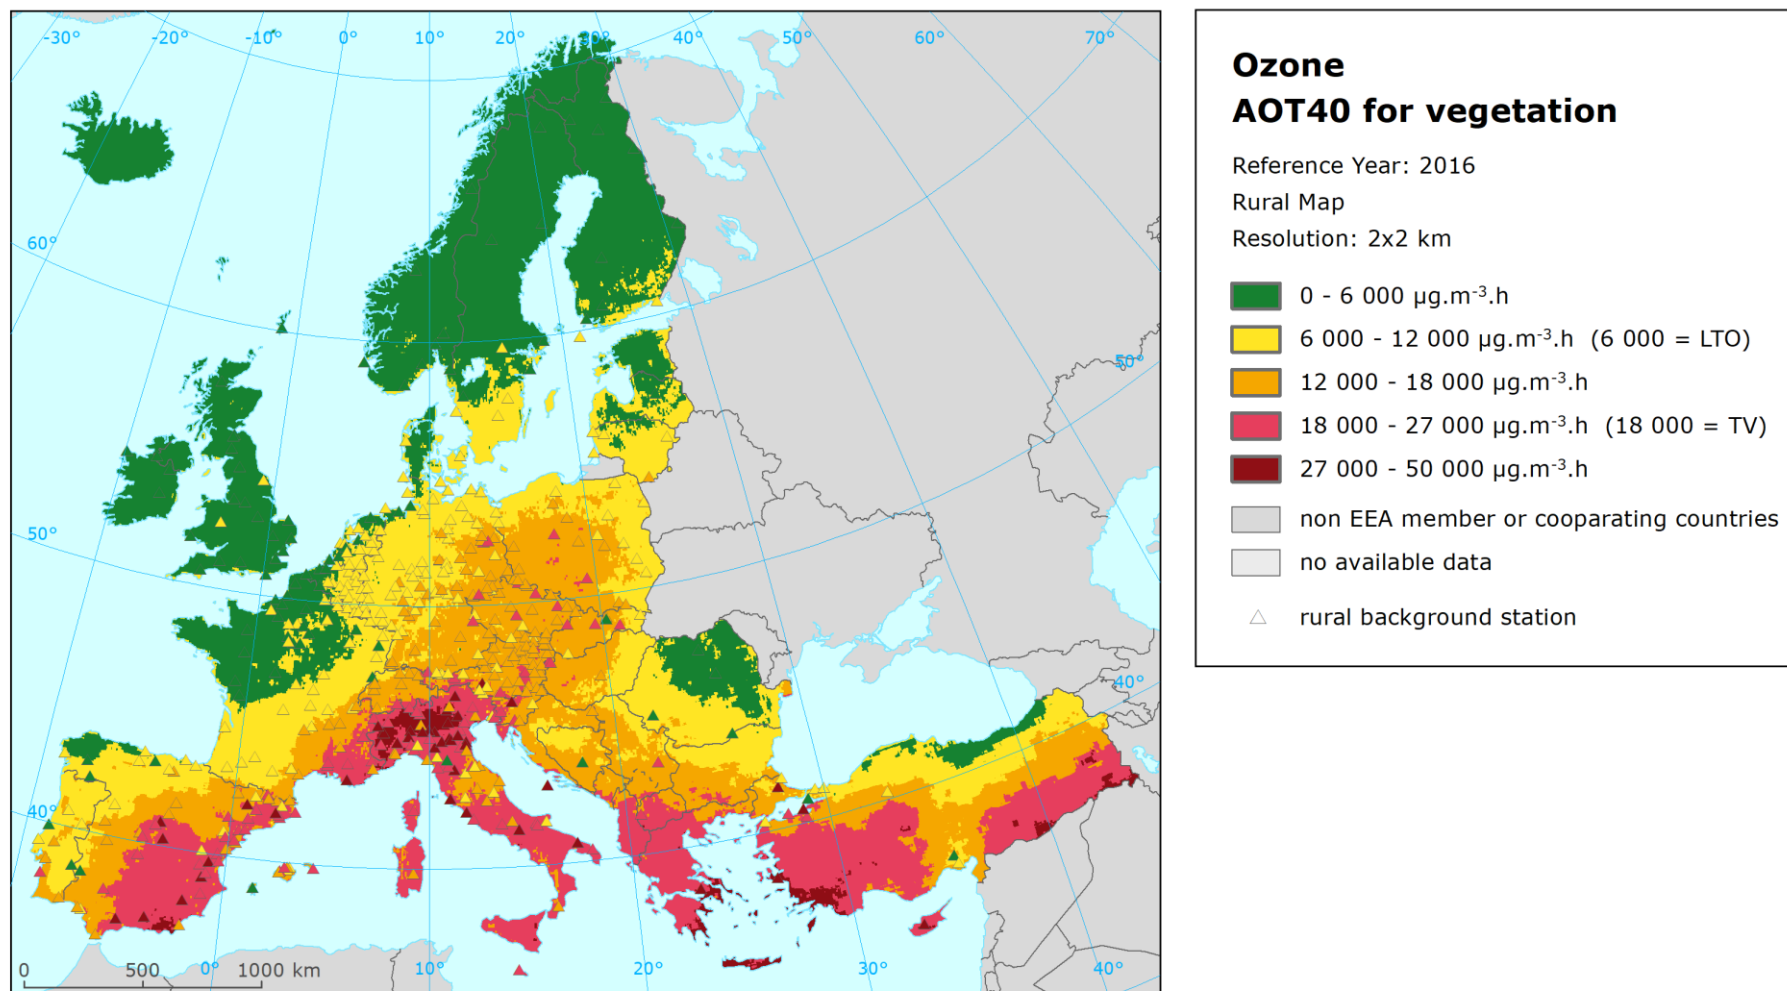 -30° -20° -10° 0° 10° 20° 30° 40° 50° 60° 70°
60°
50°
50°
40°
40°
0 500 1000 km
0° 10° 20° 30° 40°
Ozone
AOT40 for vegetation
Reference Year: 2016
Rural Map
Resolution: 2x2 km
0 - 6 000 µg.m⁻³.h
6 000 - 12 000 µg.m⁻³.h (6 000 = LTO)
12 000 - 18 000 µg.m⁻³.h
18 000 - 27 000 µg.m⁻³.h (18 000 = TV)
27 000 - 50 000 µg.m⁻³.h
non EEA member or cooparating countries
no available data
rural background station